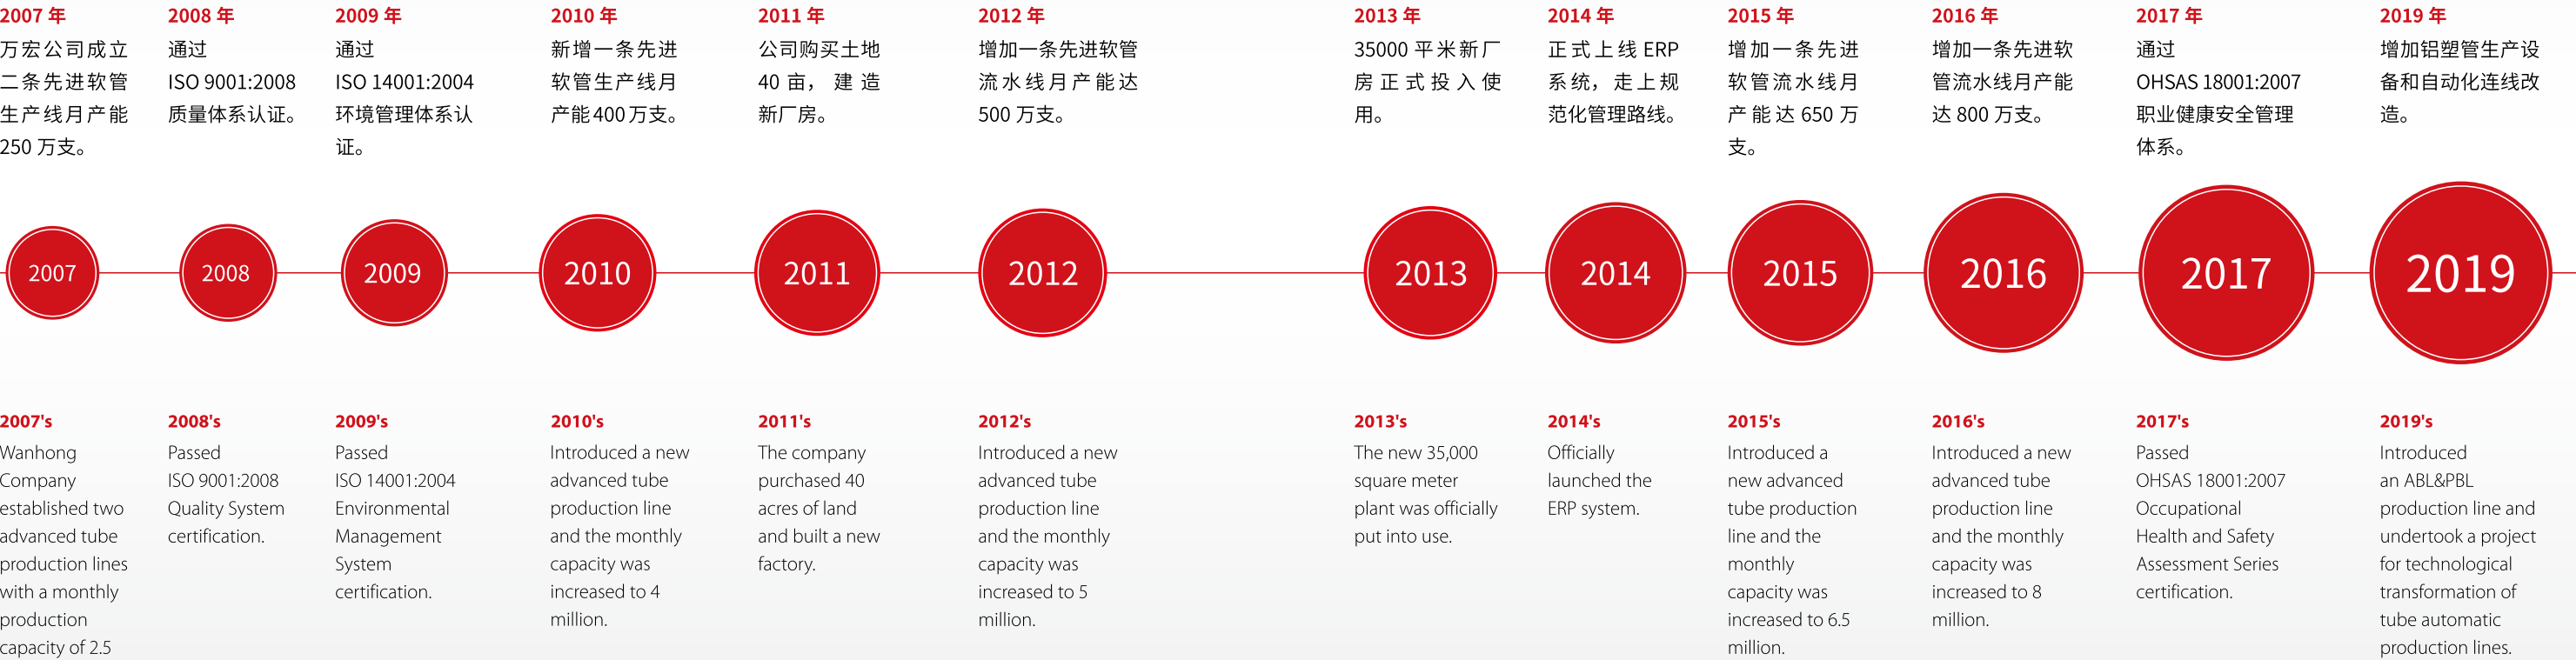 2007 年
万宏公司成立
二条先进软管
生产线月产能
250 万支。
2008 年
通过
ISO 9001:2008
质量体系认证。
2009 年
通过
ISO 14001:2004
环境管理体系认
证。
2010 年
新增一条先进
软管生产线月
产能400万支。
2011 年
公司购买土地
40 亩，建造
新厂房。
2012 年
增加一条先进软管
流水线月产能达
500 万支。
2013 年
35000 平米新厂
房正式投入使
用。
2014 年
正式上线 ERP
系统，走上规
范化管理路线。
2015 年
增加一条先进
软管流水线月
产能达 650 万
支。
2016 年
增加一条先进软
管流水线月产能
达 800 万支。
2017 年
通过
OHSAS 18001:2007
职业健康安全管理
体系。
2019 年
增加铝塑管生产设
备和自动化连线改
造。
2007
2008
2009
2010
2011
2012
2013
2014
2015
2016
2017
2019
2007's
Wanhong
Company
established two
advanced tube
production lines
with a monthly
production
capacity of 2.5
2008's
Passed
ISO 9001:2008
Quality System
certification.
2009's
Passed
ISO 14001:2004
Environmental
Management
System
certification.
2010's
Introduced a new
advanced tube
production line
and the monthly
capacity was
increased to 4
million.
2011's
The company
purchased 40
acres of land
and built a new
factory.
2012's
Introduced a new
advanced tube
production line
and the monthly
capacity was
increased to 5
million.
2013's
The new 35,000
square meter
plant was officially
put into use.
2014's
Officially
launched the
ERP system.
2015's
Introduced a
new advanced
tube production
line and the
monthly
capacity was
increased to 6.5
million.
2016's
Introduced a new
advanced tube
production line
and the monthly
capacity was
increased to 8
million.
2017's
Passed
OHSAS 18001:2007
Occupational
Health and Safety
Assessment Series
certification.
2019's
Introduced
an ABL&PBL
production line and
undertook a project
for technological
transformation of
tube automatic
production lines.